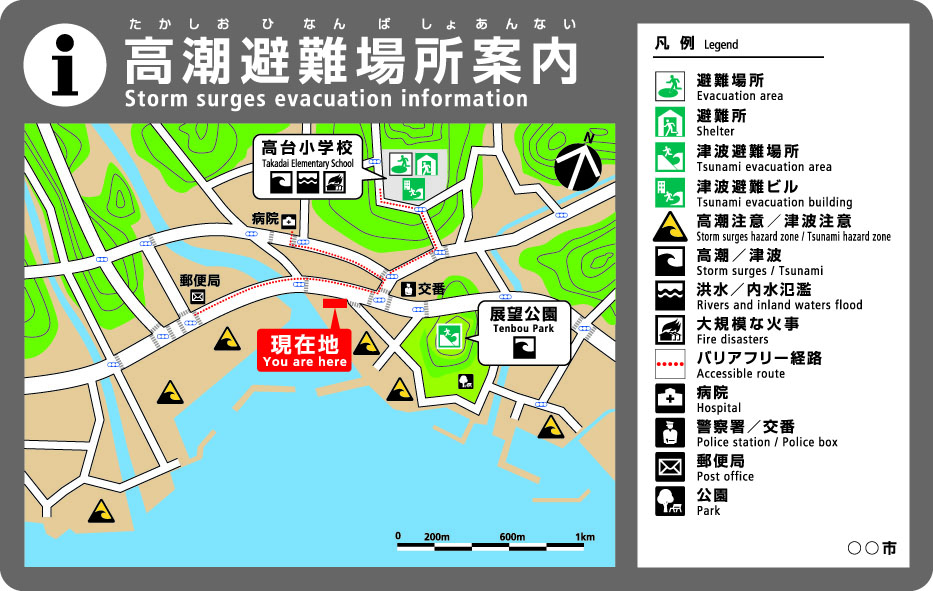 たかしお ひ なん ば しょあんない
高潮避難場所案内
Storm surges evacuation information
高台小学校
Takadai Elementary School
N
病院
郵便局
交番
展望公園
Tenbou Park
現在地
You are here
0 200m 600m 1km
凡例 Legend
避難場所
Evacuation area
避難所
Shelter
津波避難場所
Tsunami evacuation area
津波避難ビル
Tsunami evacuation building
高潮注意／津波注意
Storm surges hazard zone / Tsunami hazard zone
高潮／津波
Storm surges / Tsunami
洪水／内水氾濫
Rivers and inland waters flood
大規模な火事
Fire disasters
バリアフリー経路
Accessible route
病院
Hospital
警察署／交番
Police station / Police box
郵便局
Post office
公園
Park
○○市